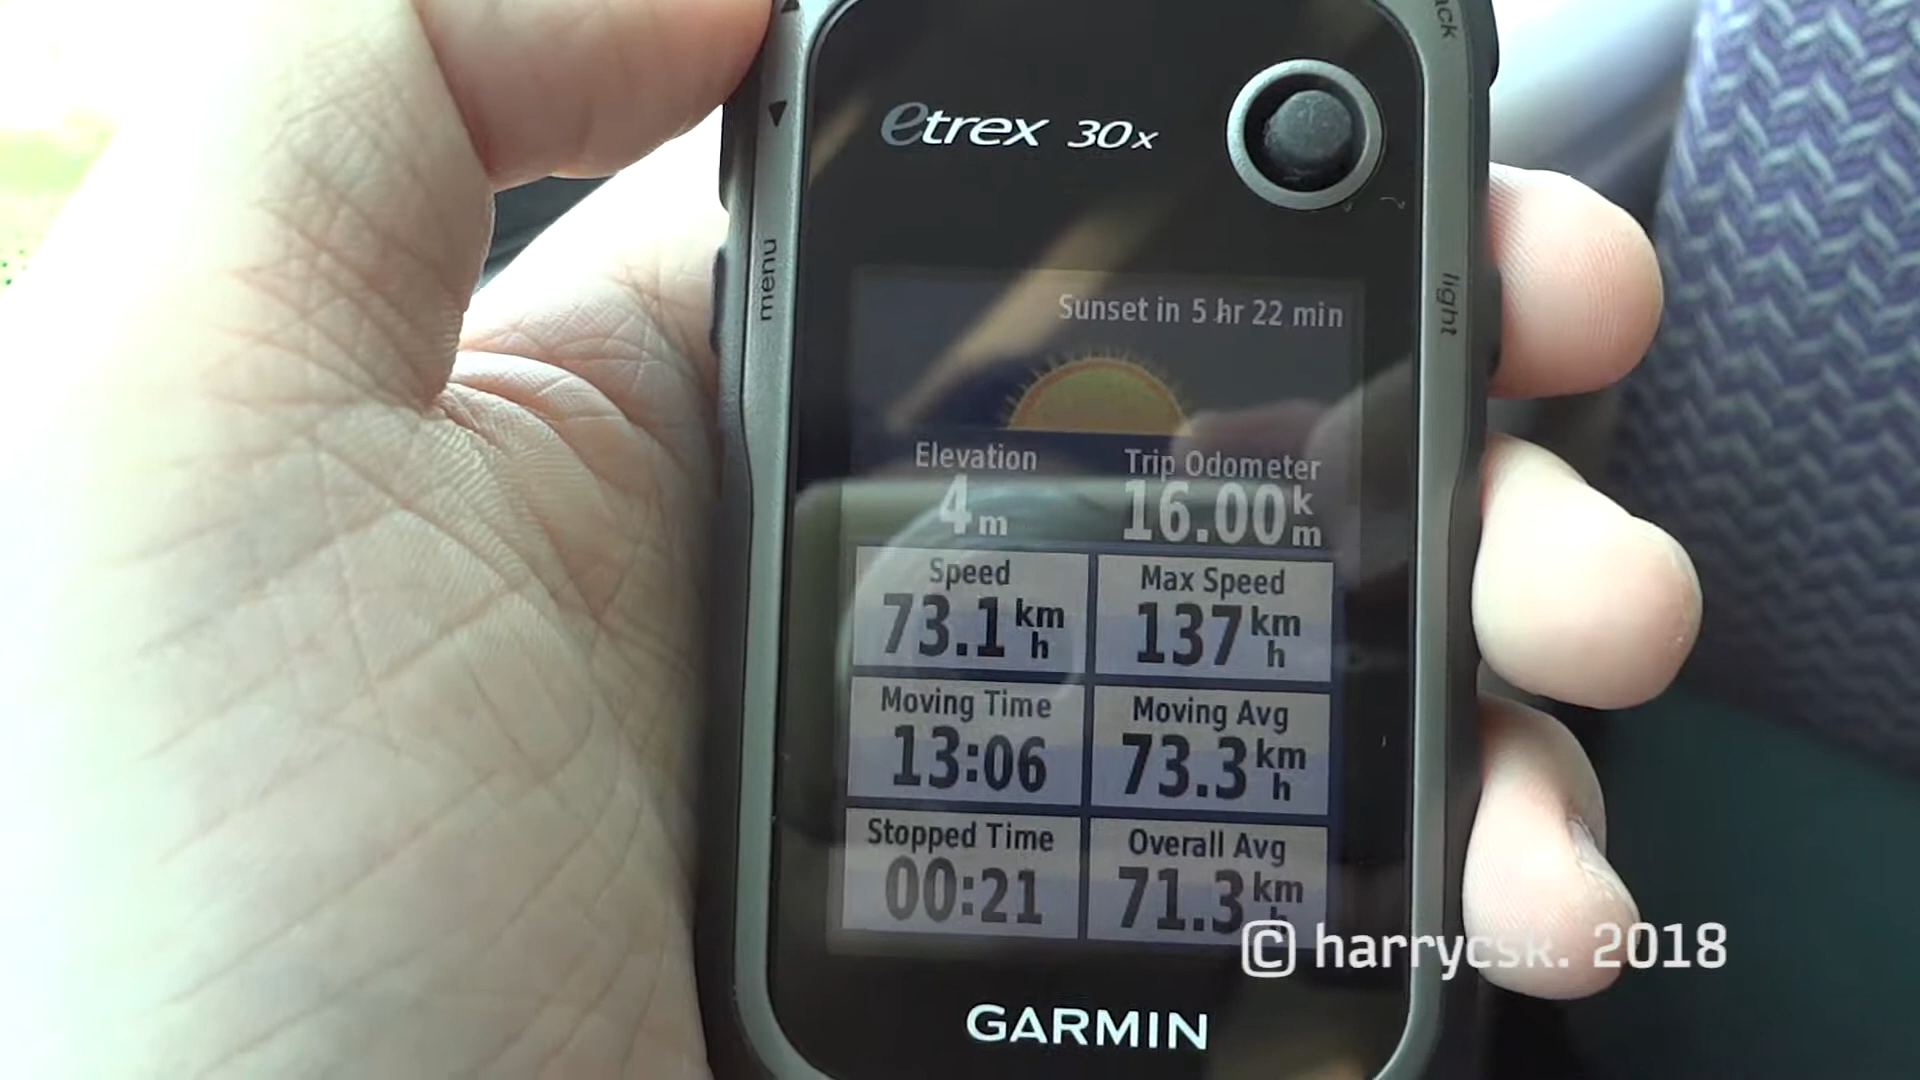 ack
etrex 30x
menu
light
Sunset in 5 hr 22 min
Elevation
4 m
Trip Odometer
16.00 km
Speed
73.1 km h
Max Speed
137 km h
Moving Time
13:06
Moving Avg
73.3 km h
Stopped Time
00:21
Overall Avg
71.3 km h
© harrycsk. 2018
GARMIN